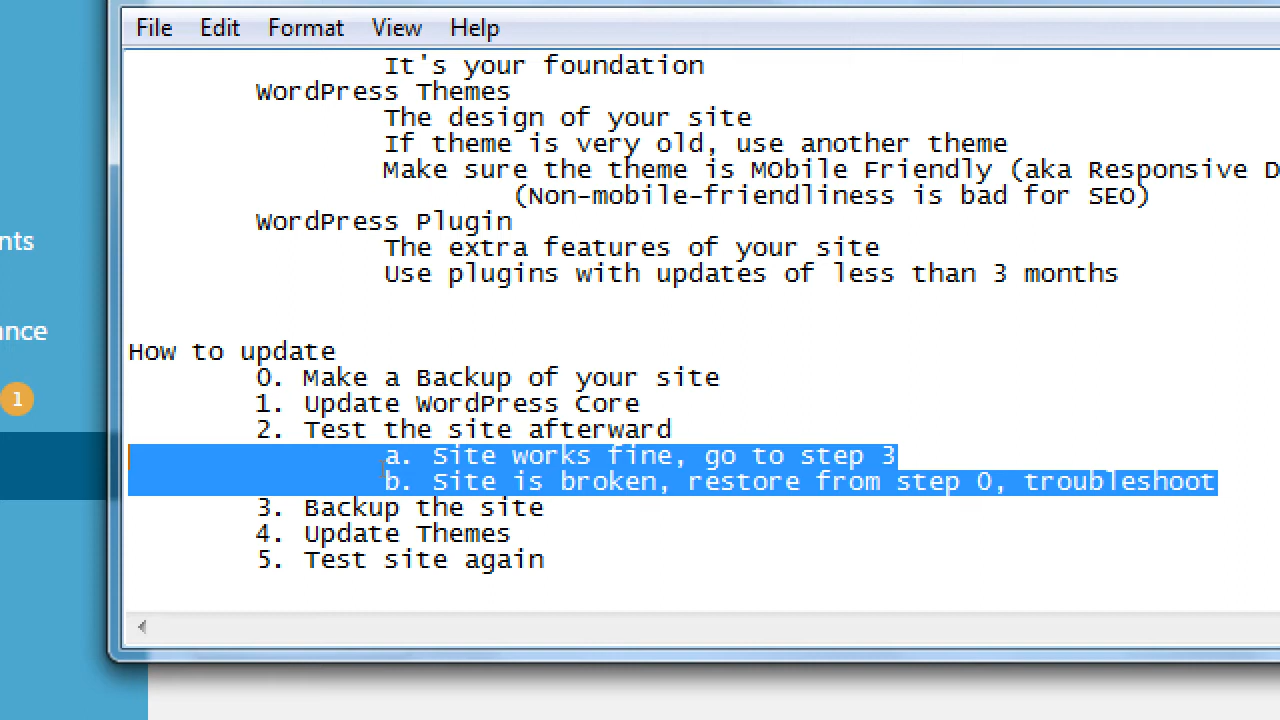 File Edit Format View Help
It's your foundation
WordPress Themes
The design of your site
If theme is very old, use another theme
Make sure the theme is MObile Friendly (aka Responsive D
(Non-mobile-friendliness is bad for SEO)
WordPress Plugin
The extra features of your site
Use plugins with updates of less than 3 months
How to update
0. Make a Backup of your site
1. Update WordPress Core
2. Test the site afterward
a. Site works fine, go to step 3
b. Site is broken, restore from step 0, troubleshoot
3. Backup the site
4. Update Themes
5. Test site again
nts
ance
1